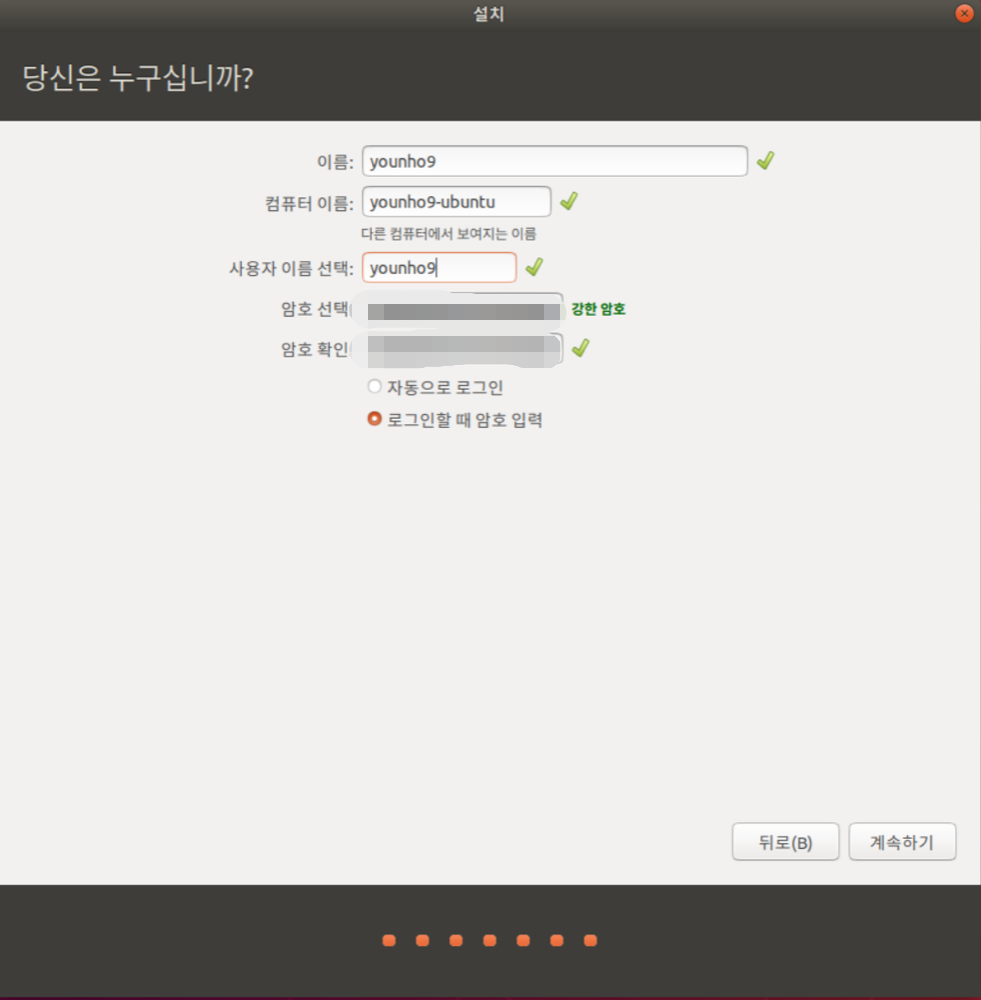 설치
당신은 누구십니까?
이름: younho9
컴퓨터 이름: younho9-ubuntu
다른 컴퓨터에서 보여지는 이름
사용자 이름 선택: younho9
암호 선택 강한 암호
암호 확인
자동으로 로그인
로그인할 때 암호 입력
뒤로(B) 계속하기